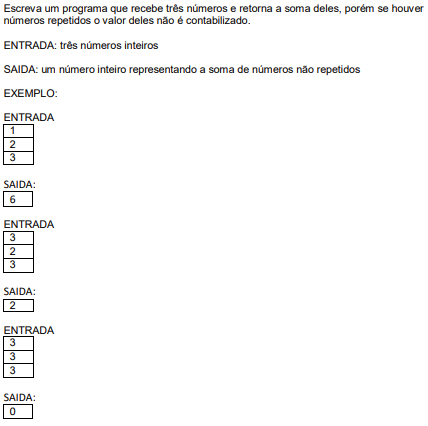 Escreva um programa que recebe três números e retorna a soma deles, porém se houver
números repetidos o valor deles não é contabilizado.
ENTRADA: três números inteiros
SAIDA: um número inteiro representando a soma de números não repetidos
EXEMPLO:
ENTRADA
1
2
3
SAIDA:
6
ENTRADA
3
2
3
SAIDA:
2
ENTRADA
3
3
3
SAIDA:
0